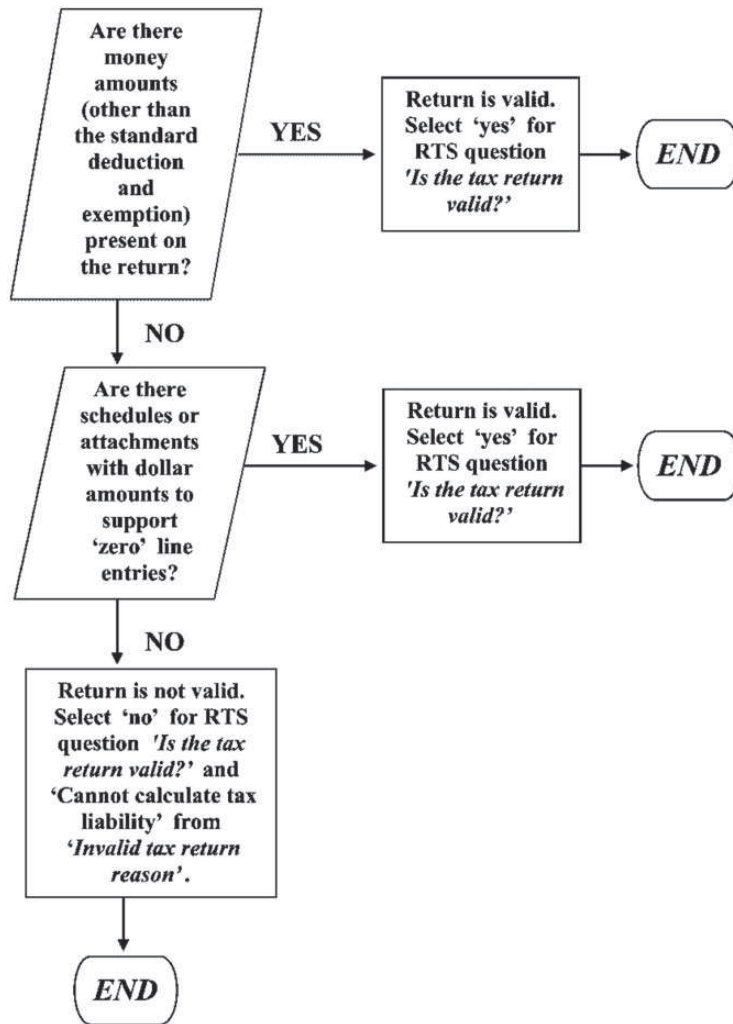 Are there
money
amounts
(other than
the standard
deduction
and
exemption)
present on
the return?
YES
Return is valid.
Select ‘yes’ for
RTS question
'Is the tax return
valid?’
END
NO
Are there
schedules or
attachments
with dollar
amounts to
support
‘zero’ line
entries?
YES
Return is valid.
Select ‘yes’ for
RTS question
'Is the tax return
valid?’
END
NO
Return is not valid.
Select ‘no’ for RTS
question 'Is the tax
return valid?’ and
‘Cannot calculate tax
liability’ from
‘Invalid tax return
reason’.
END